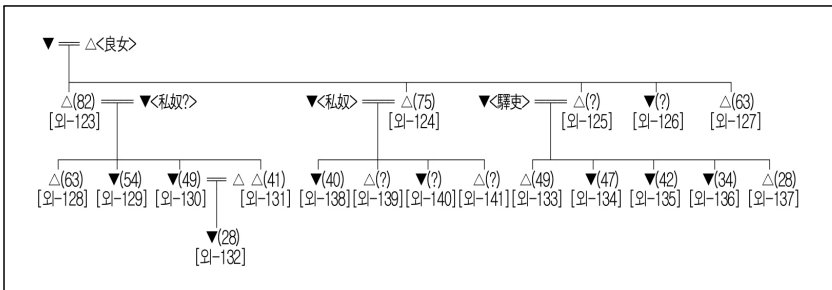 ▼ ═ △<良女>
△(82) ═ ▼<私奴?> ▼<私奴> ═ △(75) ▼<驛吏> ═ △(?) ▼(?) △(63)
[외-123] [외-124] [외-125] [외-126] [외-127]
△(63) ▼(54) ▼(49) ═ △ △(41) ▼(40) △(?) ▼(?) △(?) △(49) ▼(47) ▼(42) ▼(34) △(28)
[외-128] [외-129] [외-130] [외-131] [외-138] [외-139] [외-140] [외-141] [외-133] [외-134] [외-135] [외-136] [외-137]
▼(28)
[외-132]